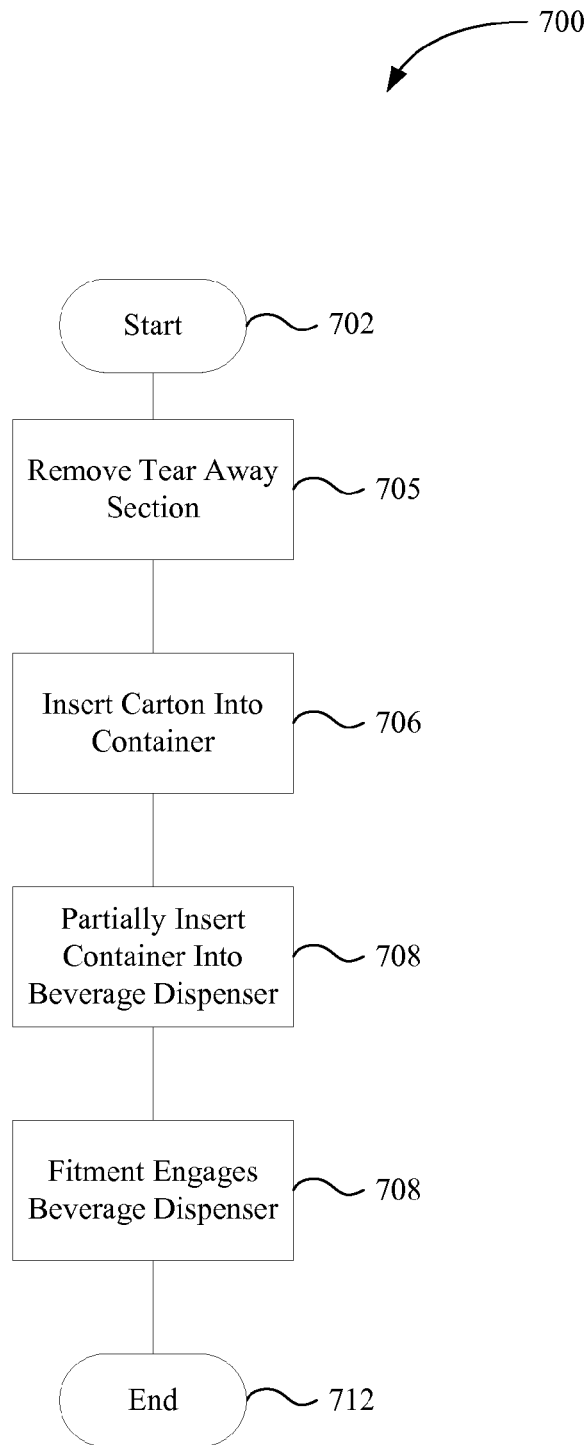 700
Start
702
Remove Tear Away
Section
705
Insert Carton Into
Container
706
Partially Insert
Container Into
Beverage Dispenser
708
Fitment Engages
Beverage Dispenser
708
End
712